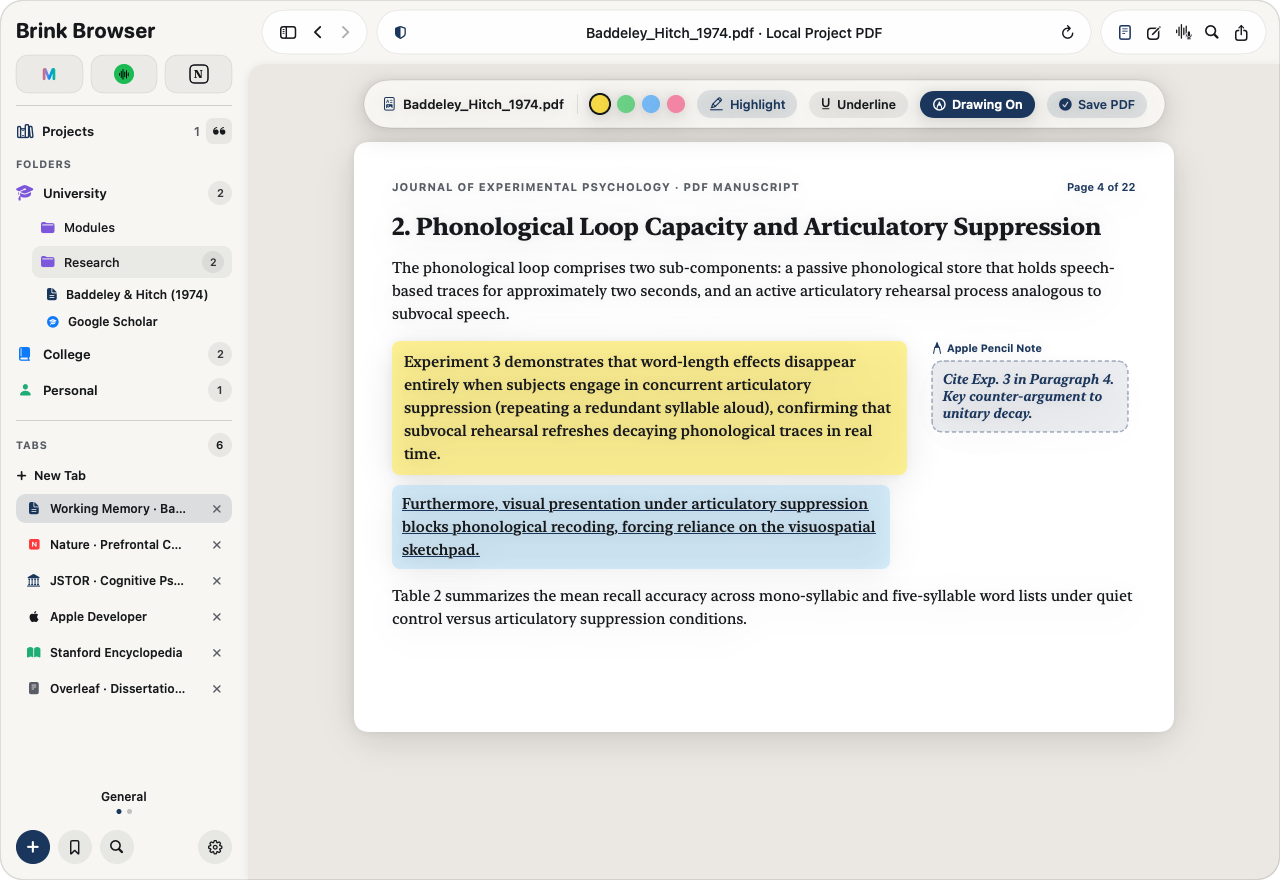 Brink Browser
M
N
Projects
1
FOLDERS
University
2
Modules
Research
2
Baddeley & Hitch (1974)
Google Scholar
College
2
Personal
1
TABS
6
+ New Tab
Working Memory · Ba...
Nature · Prefrontal C...
JSTOR · Cognitive Ps...
Apple Developer
Stanford Encyclopedia
Overleaf · Dissertatio...
General
Baddeley_Hitch_1974.pdf · Local Project PDF
Baddeley_Hitch_1974.pdf
Highlight
U Underline
Drawing On
Save PDF
JOURNAL OF EXPERIMENTAL PSYCHOLOGY · PDF MANUSCRIPT
Page 4 of 22
2. Phonological Loop Capacity and Articulatory Suppression
The phonological loop comprises two sub-components: a passive phonological store that holds speech-
based traces for approximately two seconds, and an active articulatory rehearsal process analogous to
subvocal speech.
Experiment 3 demonstrates that word-length effects disappear
entirely when subjects engage in concurrent articulatory
suppression (repeating a redundant syllable aloud), confirming that
subvocal rehearsal refreshes decaying phonological traces in real
time.
Apple Pencil Note
Cite Exp. 3 in Paragraph 4.
Key counter-argument to
unitary decay.
Furthermore, visual presentation under articulatory suppression
blocks phonological recoding, forcing reliance on the visuospatial
sketchpad.
Table 2 summarizes the mean recall accuracy across mono-syllabic and five-syllable word lists under quiet
control versus articulatory suppression conditions.